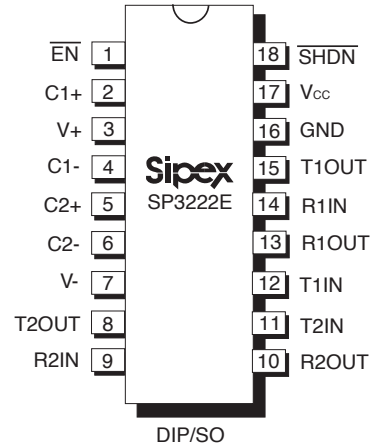 EN 1 18 SHDN
C1+ 2 17 Vcc
V+ 3 16 GND
C1- 4 15 T1OUT
Sipex
C2+ 5 14 R1IN
SP3222E
C2- 6 13 R1OUT
V- 7 12 T1IN
T2OUT 8 11 T2IN
R2IN 9 10 R2OUT
DIP/SO